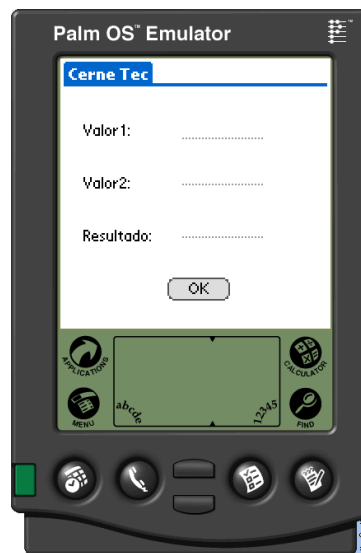 Palm OS™ Emulator
Cerne Tec
Valor1:
Valor2:
Resultado:
OK
APPLICATIONS
CALCULATOR
MENU
abcde
12345
FIND